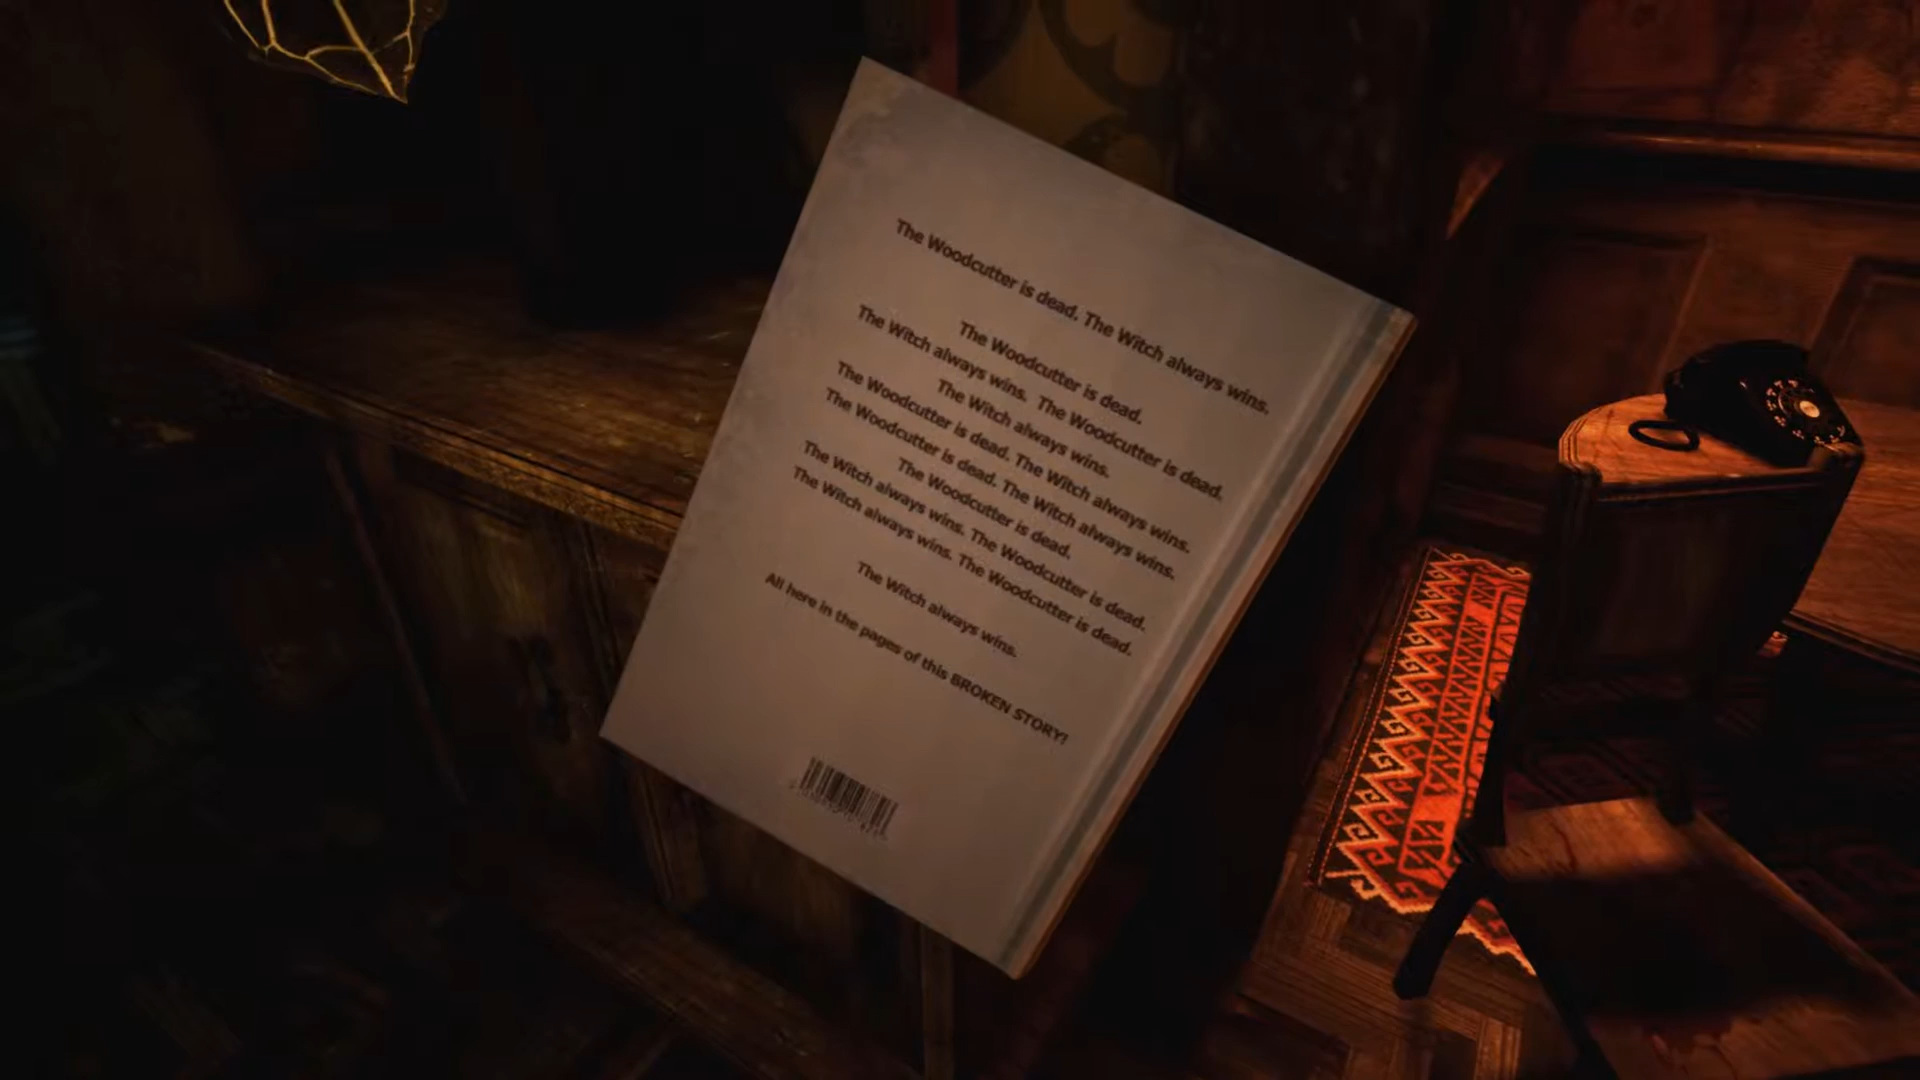 The Woodcutter is dead. The Witch always wins.
The Woodcutter is dead.
The Witch always wins. The Woodcutter is dead.
The Witch always wins.
The Woodcutter is dead. The Witch always wins.
The Woodcutter is dead. The Witch always wins.
The Woodcutter is dead.
The Witch always wins. The Woodcutter is dead.
The Witch always wins. The Woodcutter is dead.
The Witch always wins.
All here in the pages of this BROKEN STORY!